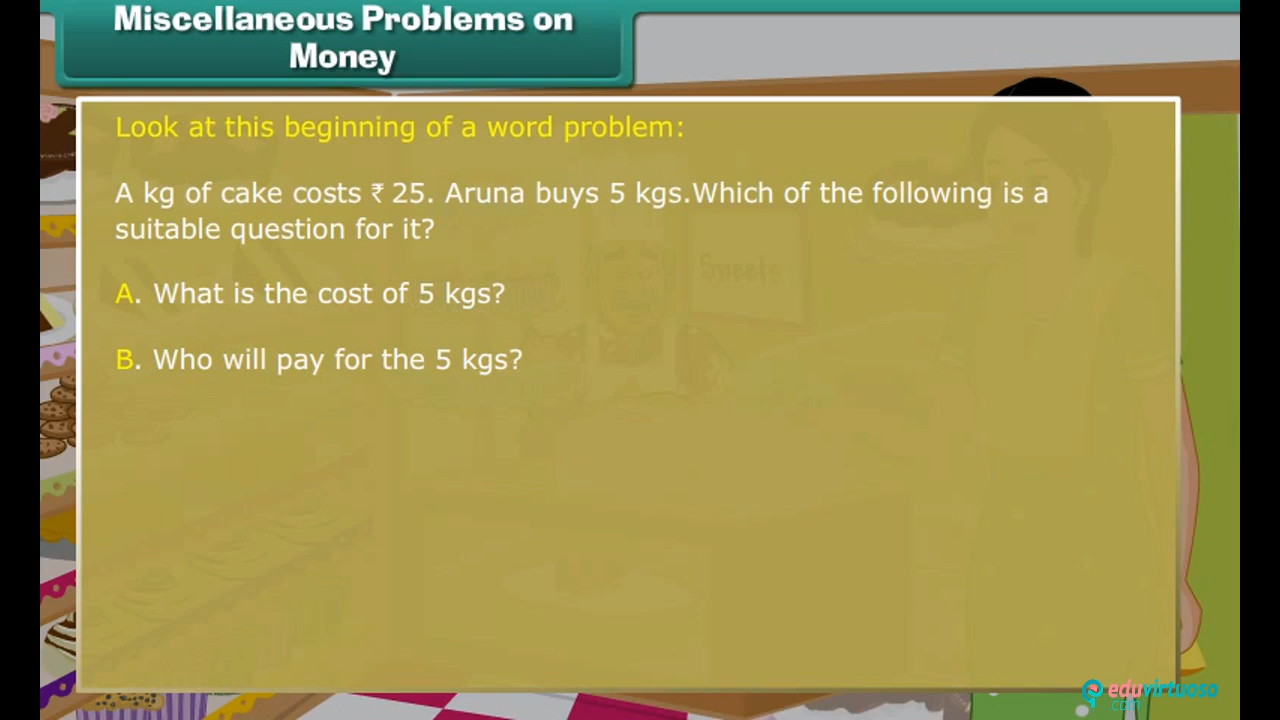 Miscellaneous Problems on
Money
Look at this beginning of a word problem:
A kg of cake costs ₹ 25. Aruna buys 5 kgs.Which of the following is a
suitable question for it?
Sweets
A. What is the cost of 5 kgs?
B. Who will pay for the 5 kgs?
eduvirtuoso
.com